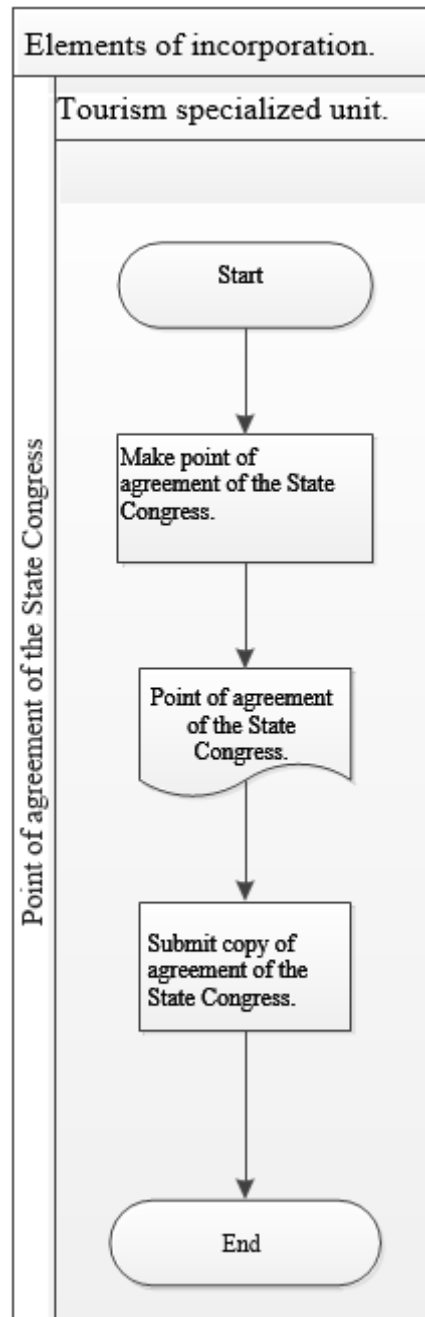 Elements of incorporation.
Tourism specialized unit.
Point of agreement of the State Congress
Start
Make point of
agreement of the State
Congress.
Point of agreement
of the State
Congress.
Submit copy of
agreement of the
State Congress.
End